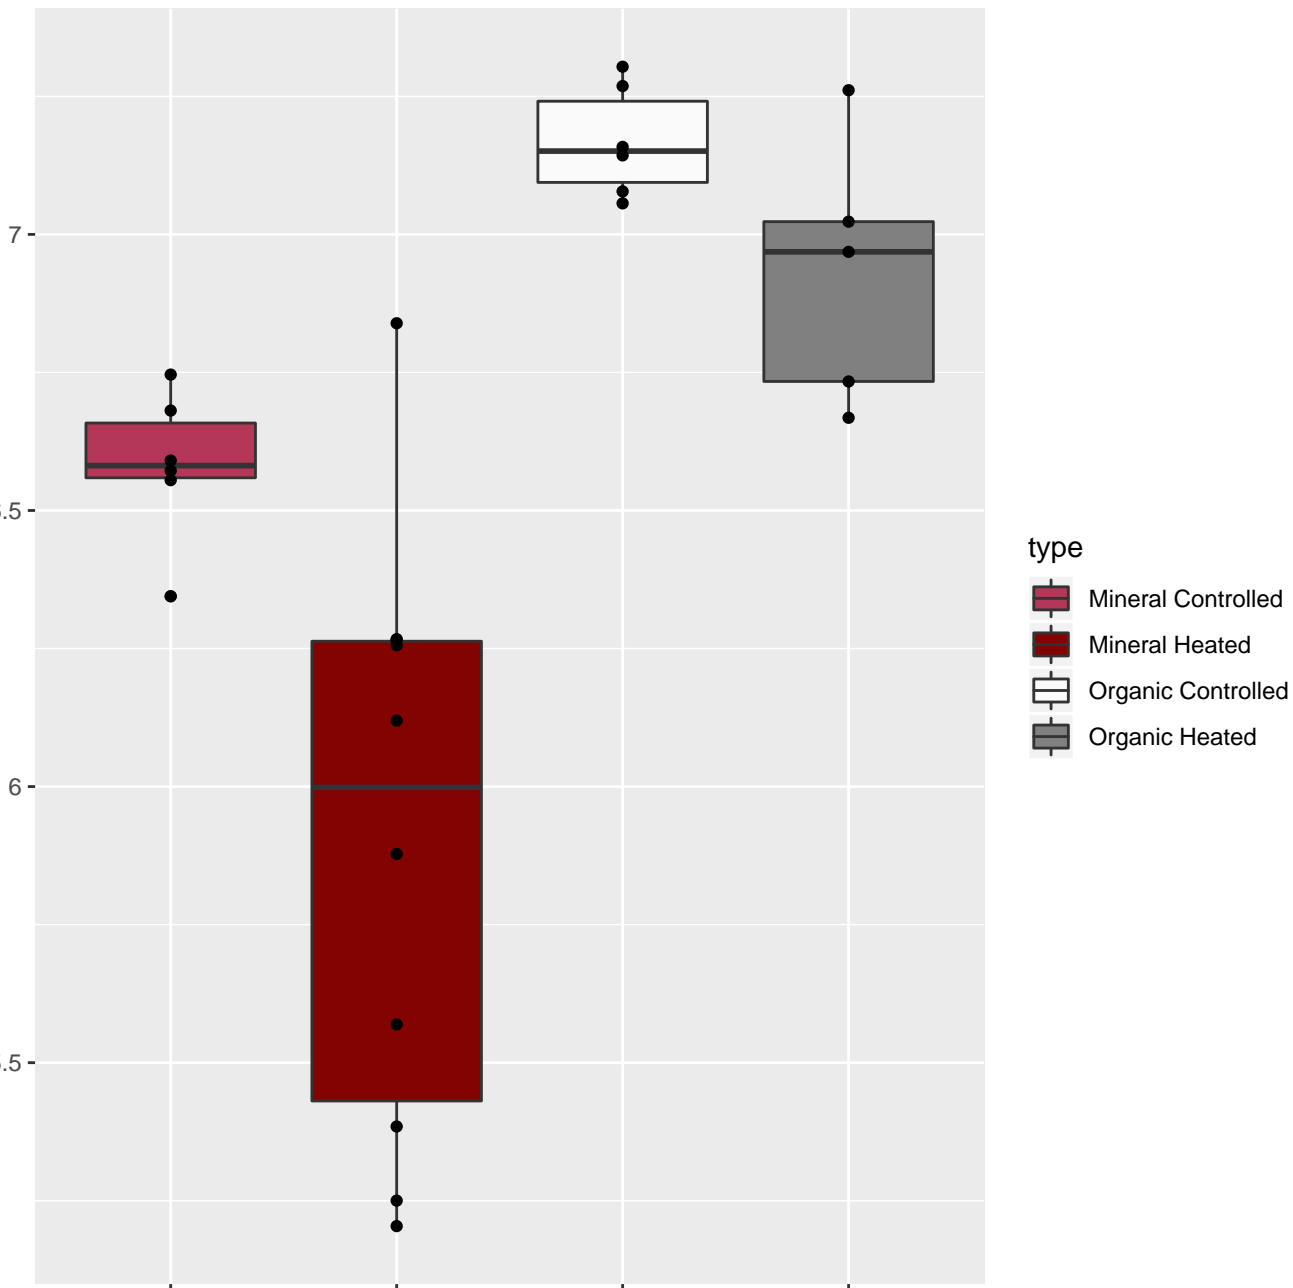 7
.5
6
.5
type
Mineral Controlled
Mineral Heated
Organic Controlled
Organic Heated